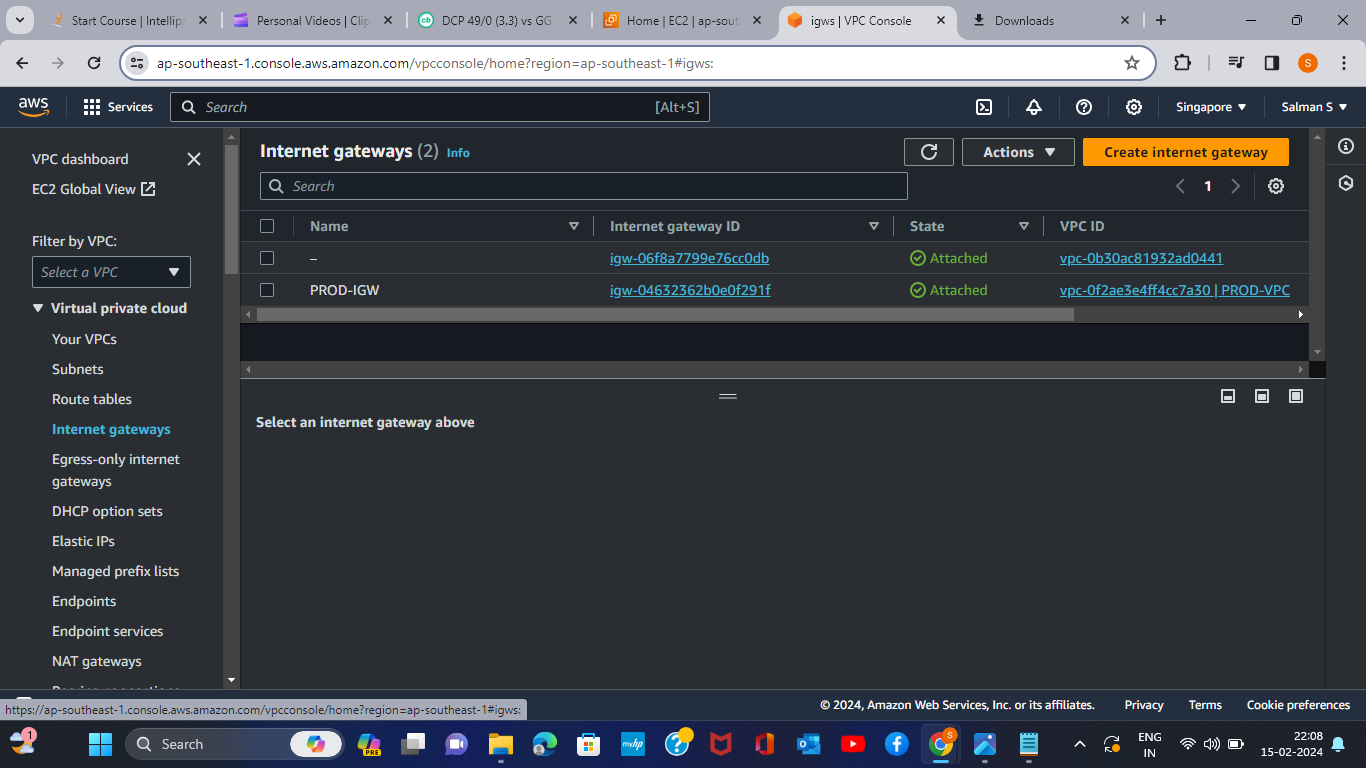 Start Course | Intellipa
Personal Videos | Clip
DCP 49/0 (3.3) vs GG
Home | EC2 | ap-sout
igws | VPC Console
Downloads
ap-southeast-1.console.aws.amazon.com/vpcconsole/home?region=ap-southeast-1#igws:
S
aws
Services
Search
[Alt+S]
Singapore
Salman S
VPC dashboard
EC2 Global View
Filter by VPC:
Select a VPC
Virtual private cloud
Your VPCs
Subnets
Route tables
Internet gateways
Egress-only internet
gateways
DHCP option sets
Elastic IPs
Managed prefix lists
Endpoints
Endpoint services
NAT gateways
Internet gateways (2) Info
Actions
Create internet gateway
Search
1
Name Internet gateway ID State VPC ID
– igw-06f8a7799e76cc0db Attached vpc-0b30ac81932ad0441
PROD-IGW igw-04632362b0e0f291f Attached vpc-0f2ae3e4ff4cc7a30 | PROD-VPC
Select an internet gateway above
https://ap-southeast-1.console.aws.amazon.com/vpcconsole/home?region=ap-southeast-1#igws:
© 2024, Amazon Web Services, Inc. or its affiliates. Privacy Terms Cookie preferences
1
Search
PRE
myhp
S
ENG
IN
22:08
15-02-2024